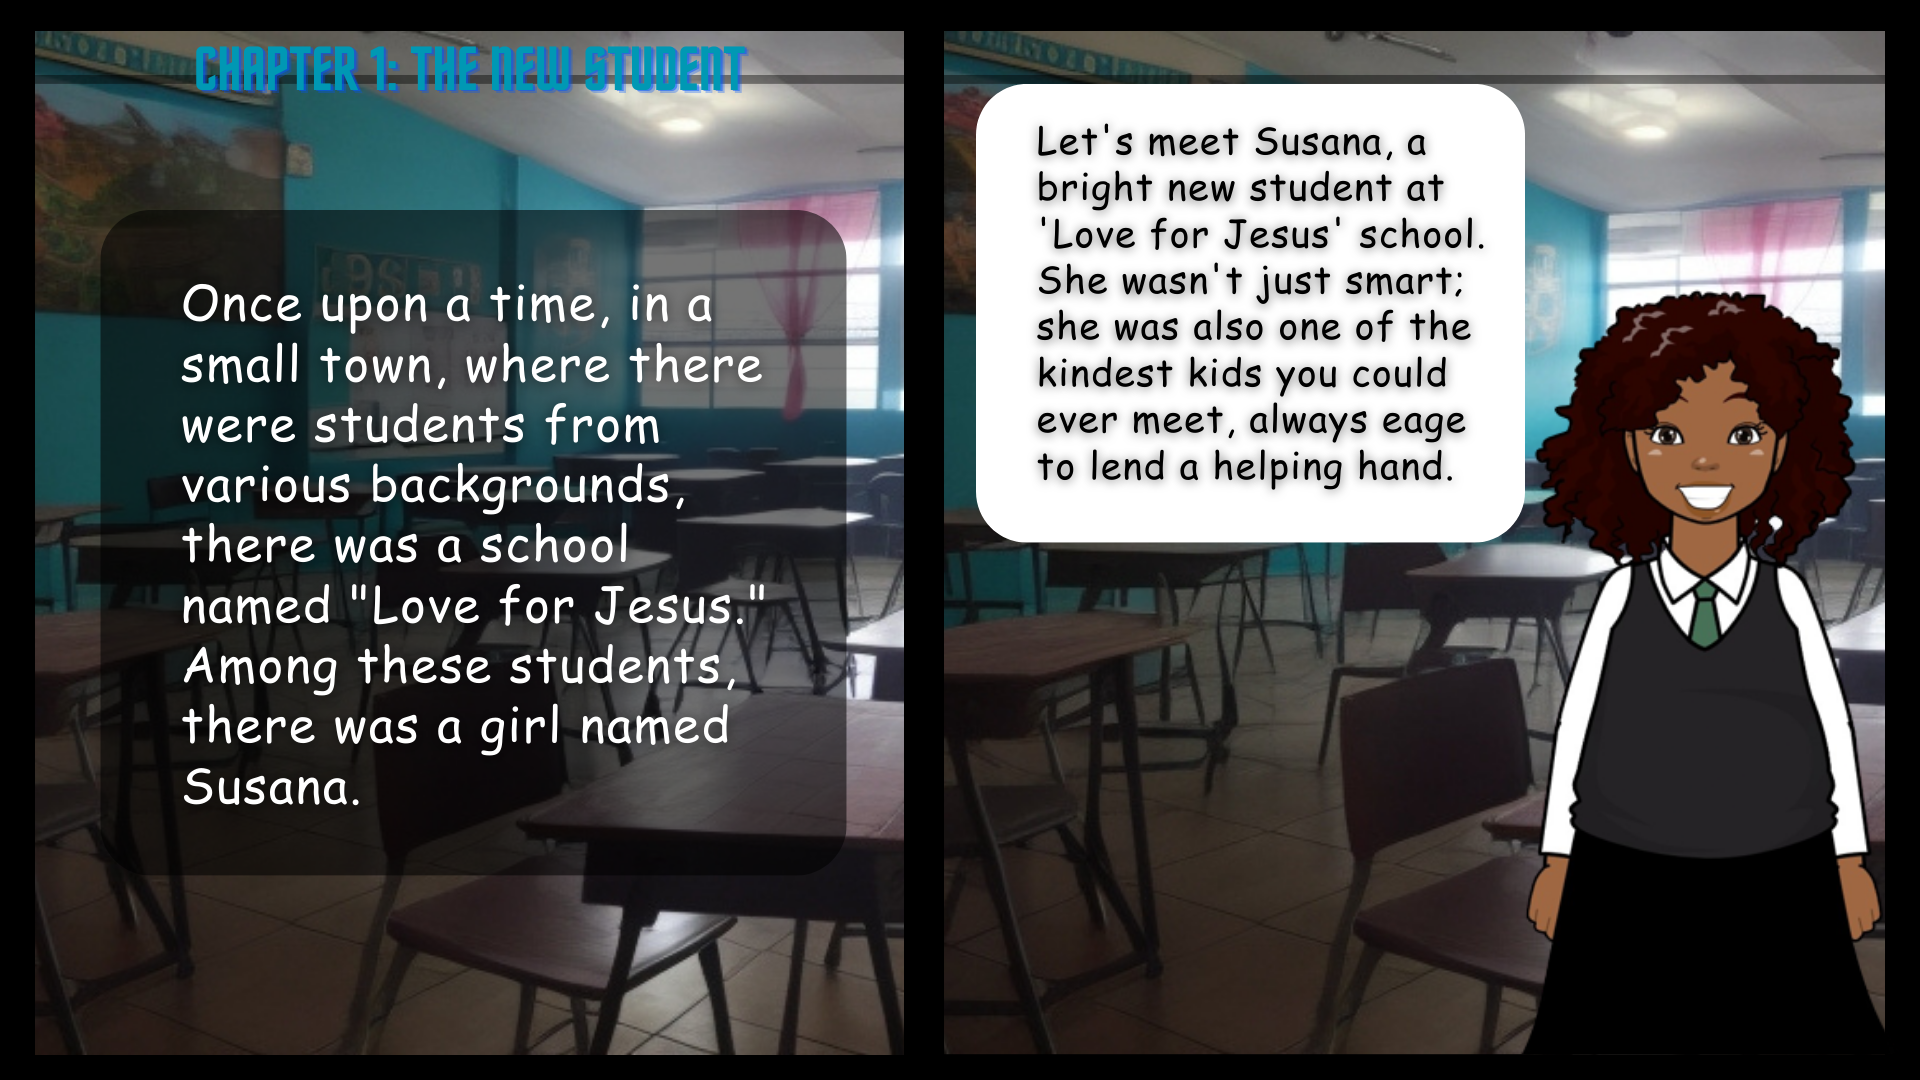 CHAPTER 1: THE NEW STUDENT
Once upon a time, in a
small town, where there
were students from
various backgrounds,
there was a school
named "Love for Jesus."
Among these students,
there was a girl named
Susana.
Let's meet Susana, a
bright new student at
'Love for Jesus' school.
She wasn't just smart;
she was also one of the
kindest kids you could
ever meet, always eage
to lend a helping hand.